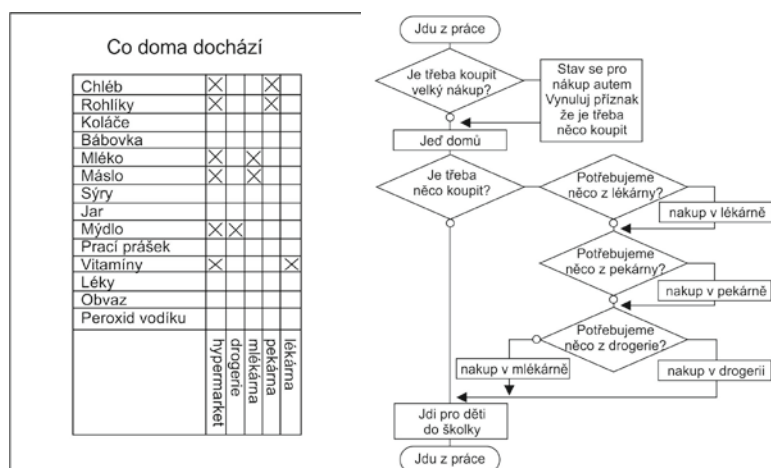 Co doma dochází
Chléb
Rohlíky
Koláče
Bábovka
Mléko
Máslo
Sýry
Jar
Mýdlo
Prací prášek
Vitamíny
Léky
Obvaz
Peroxid vodíku
hypermarket
drogerie
mlékárna
pekárna
lékárna
Jdu z práce
Je třeba koupit
velký nákup?
Stav se pro
nákup autem
Vynuluj příznak
že je třeba
něco koupit
Jeď domů
Je třeba
něco koupit?
Potřebujeme
něco z lékárny?
nakup v lékárně
Potřebujeme
něco z pekárny?
nakup v pekárně
Potřebujeme
něco z drogerie?
nakup v mlékárně
nakup v drogerii
Jdi pro děti
do školky
Jdu z práce